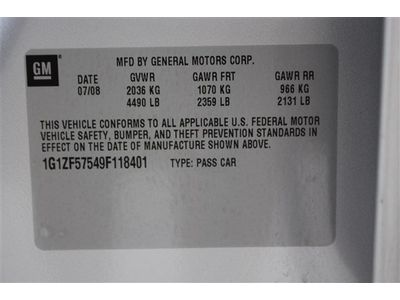 GM
MFD BY GENERAL MOTORS CORP.
DATE GVWR GAWR FRT GAWR RR
07/08 2036 KG 1070 KG 966 KG
4490 LB 2359 LB 2131 LB
THIS VEHICLE CONFORMS TO ALL APPLICABLE U.S. FEDERAL MOTOR
VEHICLE SAFETY, BUMPER, AND THEFT PREVENTION STANDARDS IN
EFFECT ON THE DATE OF MANUFACTURE SHOWN ABOVE.
1G1ZF57549F118401 TYPE: PASS CAR